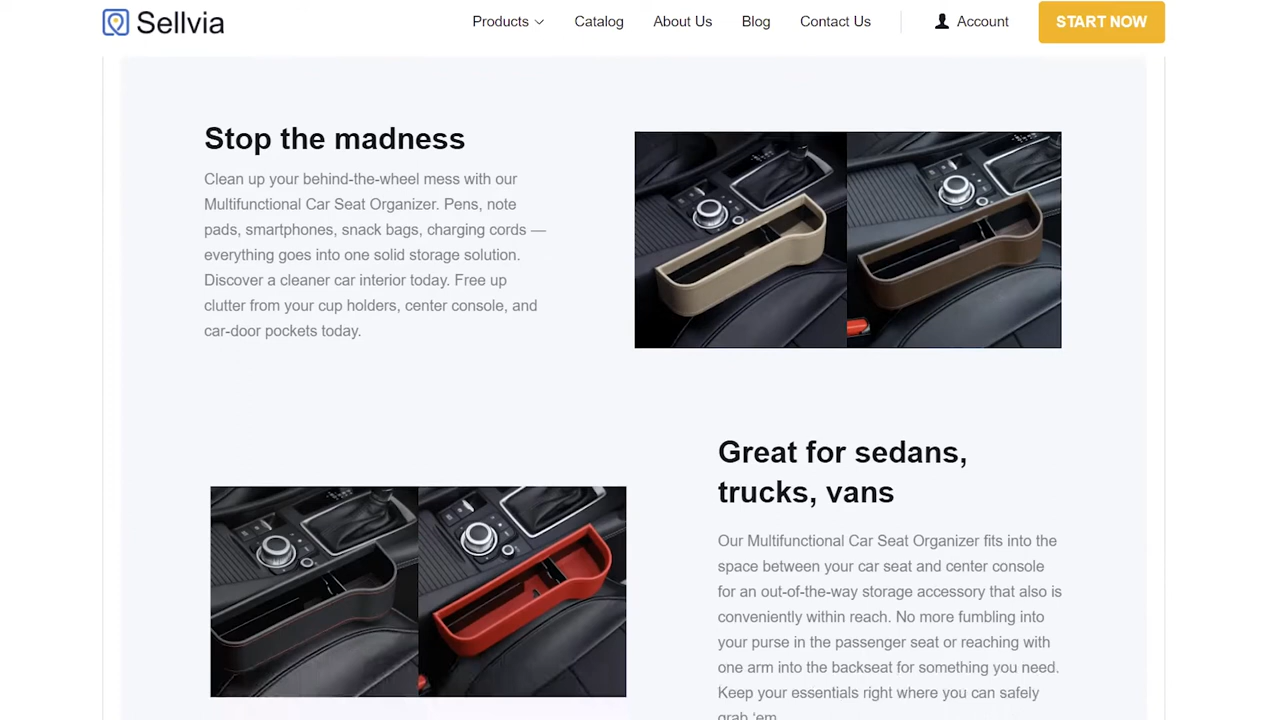 Sellvia
Products
Catalog
About Us
Blog
Contact Us
Account
START NOW
Stop the madness
Clean up your behind-the-wheel mess with our
Multifunctional Car Seat Organizer. Pens, note
pads, smartphones, snack bags, charging cords —
everything goes into one solid storage solution.
Discover a cleaner car interior today. Free up
clutter from your cup holders, center console, and
car-door pockets today.
Great for sedans,
trucks, vans
Our Multifunctional Car Seat Organizer fits into the
space between your car seat and center console
for an out-of-the-way storage accessory that also is
conveniently within reach. No more fumbling into
your purse in the passenger seat or reaching with
one arm into the backseat for something you need.
Keep your essentials right where you can safely
grab ‘em